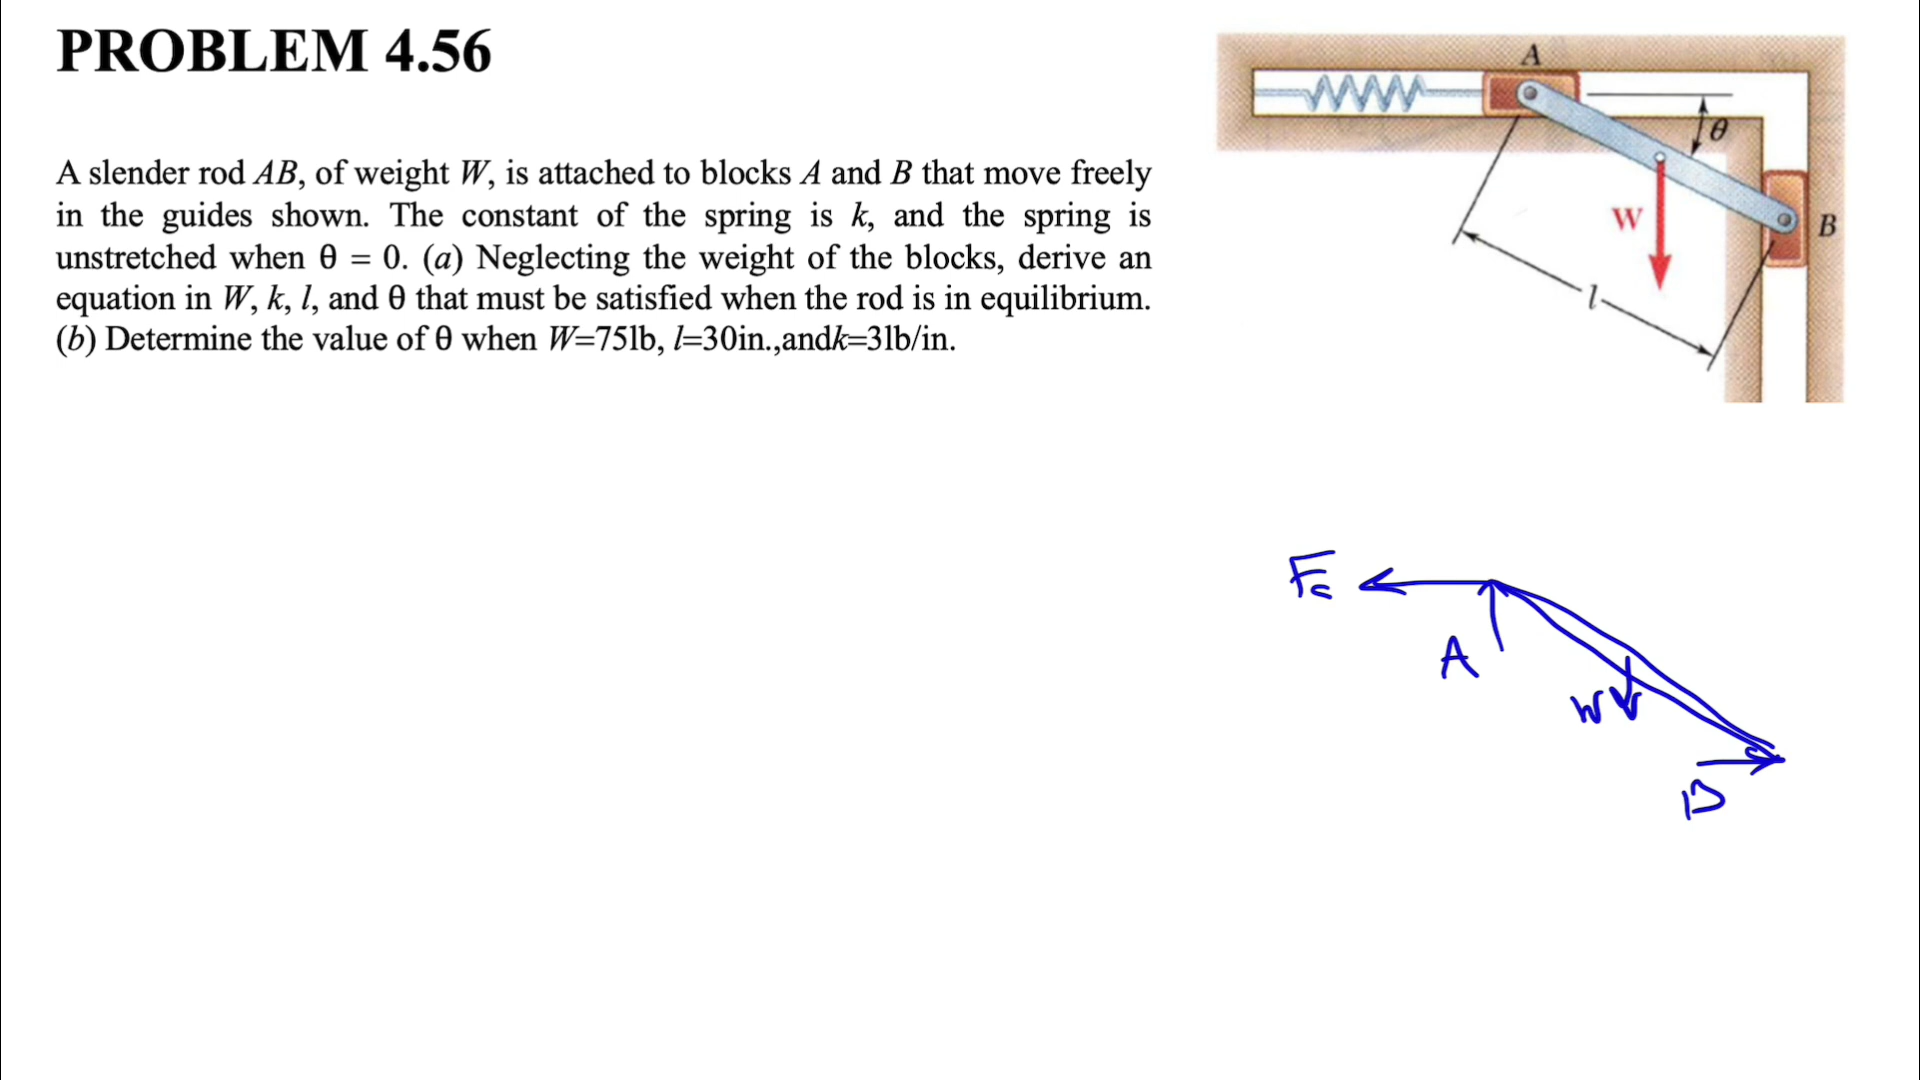 PROBLEM 4.56
A slender rod AB, of weight W, is attached to blocks A and B that move freely
in the guides shown. The constant of the spring is k, and the spring is
unstretched when θ = 0. (a) Neglecting the weight of the blocks, derive an
equation in W, k, l, and θ that must be satisfied when the rod is in equilibrium.
(b) Determine the value of θ when W=75lb, l=30in.,andk=3lb/in.
A
θ
W
B
l
A
W